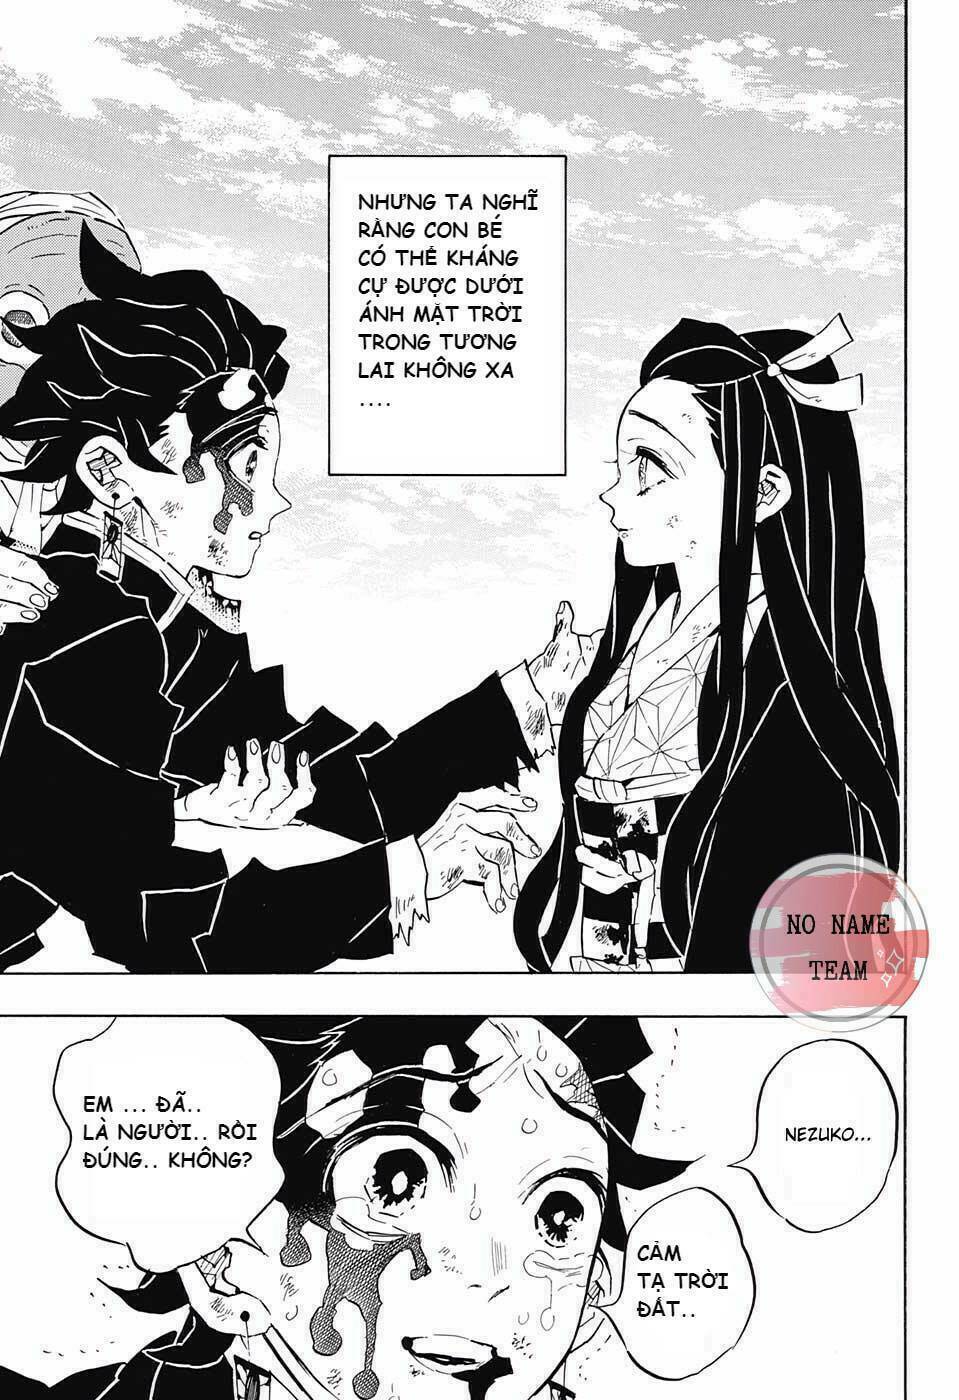 NHƯNG TA NGHĨ
RẰNG CON BÉ
CÓ THỂ KHÁNG
CỰ ĐƯỢC DƯỚI
ÁNH MẶT TRỜI
TRONG TƯƠNG
LAI KHÔNG XA
....
NO NAME
TEAM
NEZUKO...
EM ... ĐÃ..
LÀ NGƯỜI.. RỒI
ĐÚNG.. KHÔNG?
CẢM
TẠ TRỜI
ĐẤT..